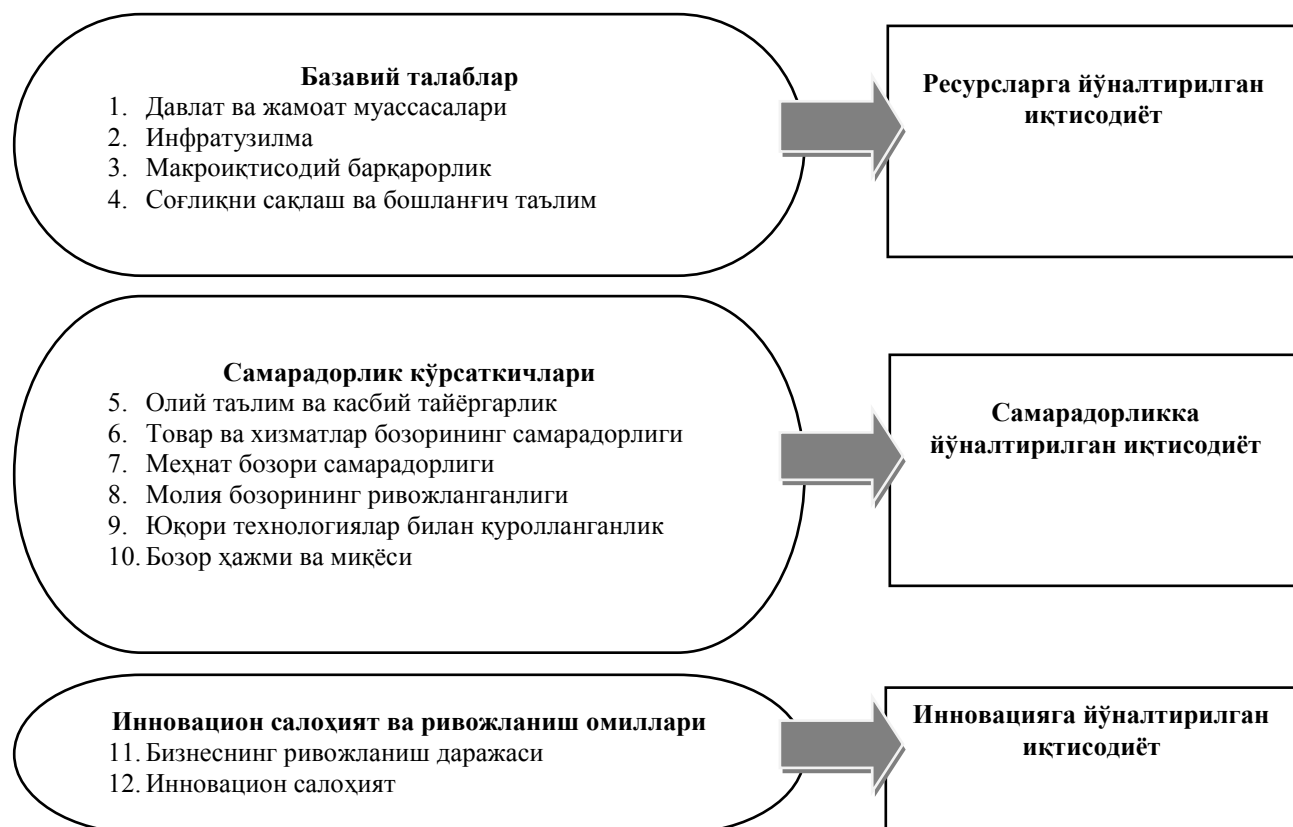 Базавий талаблар
1. Давлат ва жамоат муассасалари
2. Инфратузилма
3. Макроиқтисодий барқарорлик
4. Соғлиқни сақлаш ва бошланғич таълим
Ресурсларга йўналтирилган
иқтисодиёт
Самарадорлик кўрсаткичлари
5. Олий таълим ва касбий тайёргарлик
6. Товар ва хизматлар бозорининг самарадорлиги
7. Меҳнат бозори самарадорлиги
8. Молия бозорининг ривожланганлиги
9. Юқори технологиялар билан қуролланганлик
10. Бозор ҳажми ва миқёси
Самарадорликка
йўналтирилган иқтисодиёт
Инновацион салоҳият ва ривожланиш омиллари
11. Бизнеснинг ривожланиш даражаси
12. Инновацион салоҳият
Инновацияга йўналтирилган
иқтисодиёт